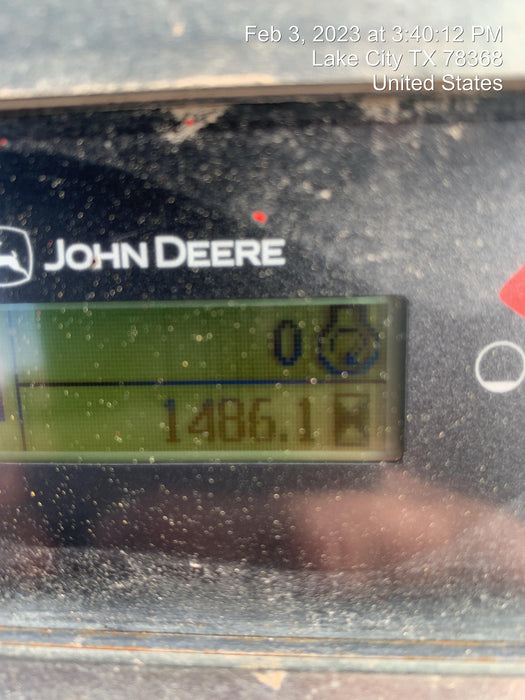 Feb 3, 2023 at 3:40:12 PM
Lake City TX 78368
United States
JOHN DEERE
0
1486.1